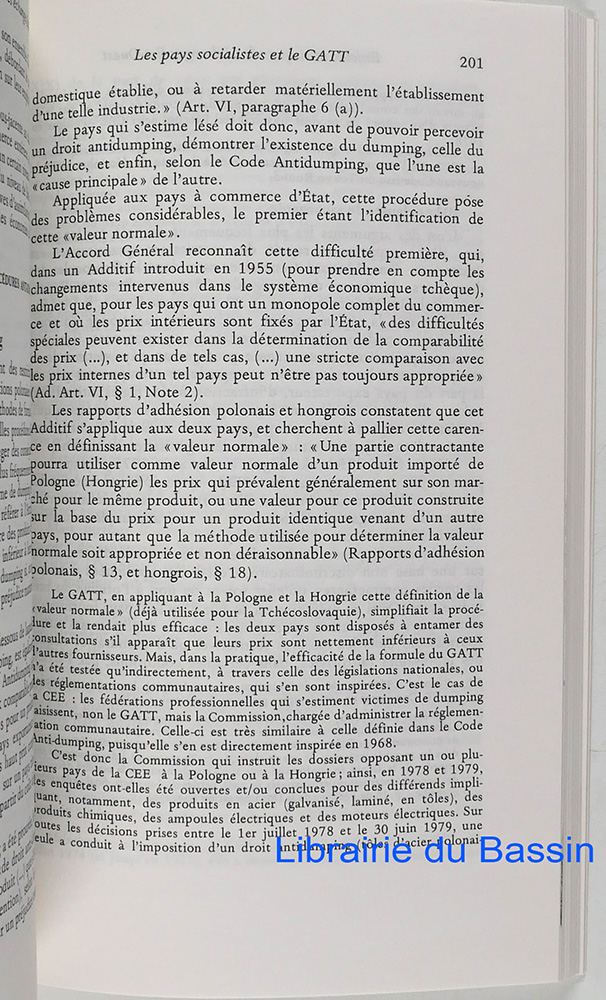 Les pays socialistes et le GATT
201
domestique établie, ou à retarder matériellement l'établissement
d'une telle industrie. » (Art. VI, paragraphe 6 (a)).
Le pays qui s'estime lésé doit donc, avant de pouvoir percevoir
un droit antidumping, démontrer l'existence du dumping, celle du
préjudice, et enfin, selon le Code Antidumping, que l'une est la
« cause principale » de l'autre.
Appliquée aux pays à commerce d'État, cette procédure pose
des problèmes considérables, le premier étant l'identification de
cette « valeur normale ».
L'Accord Général reconnaît cette difficulté première, qui,
dans un Additif introduit en 1955 (pour prendre en compte les
changements intervenus dans le système économique tchèque),
admet que, pour les pays qui ont un monopole complet du commer-
ce et où les prix intérieurs sont fixés par l'État, « des difficultés
spéciales peuvent exister dans la détermination de la comparabilité
des prix (...), et dans de tels cas, (...) une stricte comparaison avec
les prix internes d'un tel pays peut n'être pas toujours appropriée »
(Ad. Art. VI, § 1, Note 2).
Les rapports d'adhésion polonais et hongrois constatent que cet
Additif s'applique aux deux pays, et cherchent à pallier cette caren-
ce en définissant la « valeur normale » : « Une partie contractante
pourra utiliser comme valeur normale d'un produit importé de
Pologne (Hongrie) les prix qui prévalent généralement sur son mar-
ché pour le même produit, ou une valeur pour ce produit construite
sur la base du prix pour un produit identique venant d'un autre
pays, pour autant que la méthode utilisée pour déterminer la valeur
normale soit appropriée et non déraisonnable » (Rapports d'adhésion
polonais, § 13, et hongrois, § 18).
Le GATT, en appliquant à la Pologne et la Hongrie cette définition de la
« valeur normale » (déjà utilisée pour la Tchécoslovaquie), simplifiait la procé-
dure et la rendait plus efficace : les deux pays sont disposés à entamer des
consultations s'il apparaît que leurs prix sont nettement inférieurs à ceux
d'autres fournisseurs. Mais, dans la pratique, l'efficacité de la formule du GATT
n'a été testée qu'indirectement, à travers celle des législations nationales, ou
les réglementations communautaires, qui s'en sont inspirées. C'est le cas de
la CEE : les fédérations professionnelles qui s'estiment victimes de dumping
saisissent, non le GATT, mais la Commission, chargée d'administrer la réglemen-
tation communautaire. Celle-ci est très similaire à celle définie dans le Code
Anti-dumping, puisqu'elle s'en est directement inspirée en 1968.
C'est donc la Commission qui instruit les dossiers opposant un ou plu-
sieurs pays de la CEE à la Pologne ou à la Hongrie ; ainsi, en 1978 et 1979,
les enquêtes ont-elles été ouvertes et/ou conclues pour des différends impli-
quant, notamment, des produits en acier (galvanisé, laminé, en tôles), des
produits chimiques, des ampoules électriques et des moteurs électriques. Sur
toutes les décisions prises entre le 1er juillet 1978 et le 30 juin 1979, une
seule a conduit à l'imposition d'un droit antidumping (tôles d'acier polonai-
Librairie du Bassin